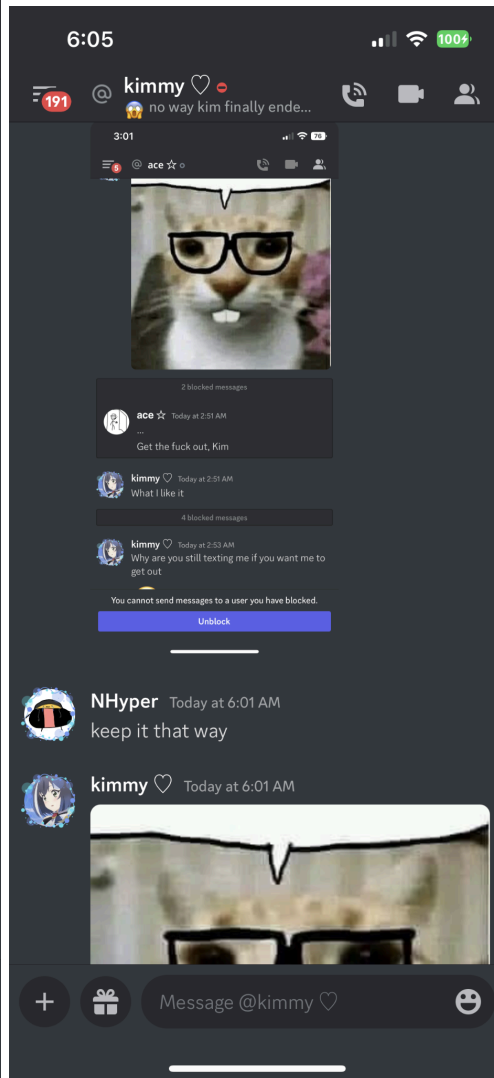 6:05
100
191
@ kimmy ♡
😱 no way kim finally ende...
3:01
76
5
@ ace ☆
2 blocked messages
ace ☆ Today at 2:51 AM
...
Get the fuck out, Kim
kimmy ♡ Today at 2:51 AM
What I like it
4 blocked messages
kimmy ♡ Today at 2:53 AM
Why are you still texting me if you want me to
get out
You cannot send messages to a user you have blocked.
Unblock
NHyper Today at 6:01 AM
keep it that way
kimmy ♡ Today at 6:01 AM
Message @kimmy ♡